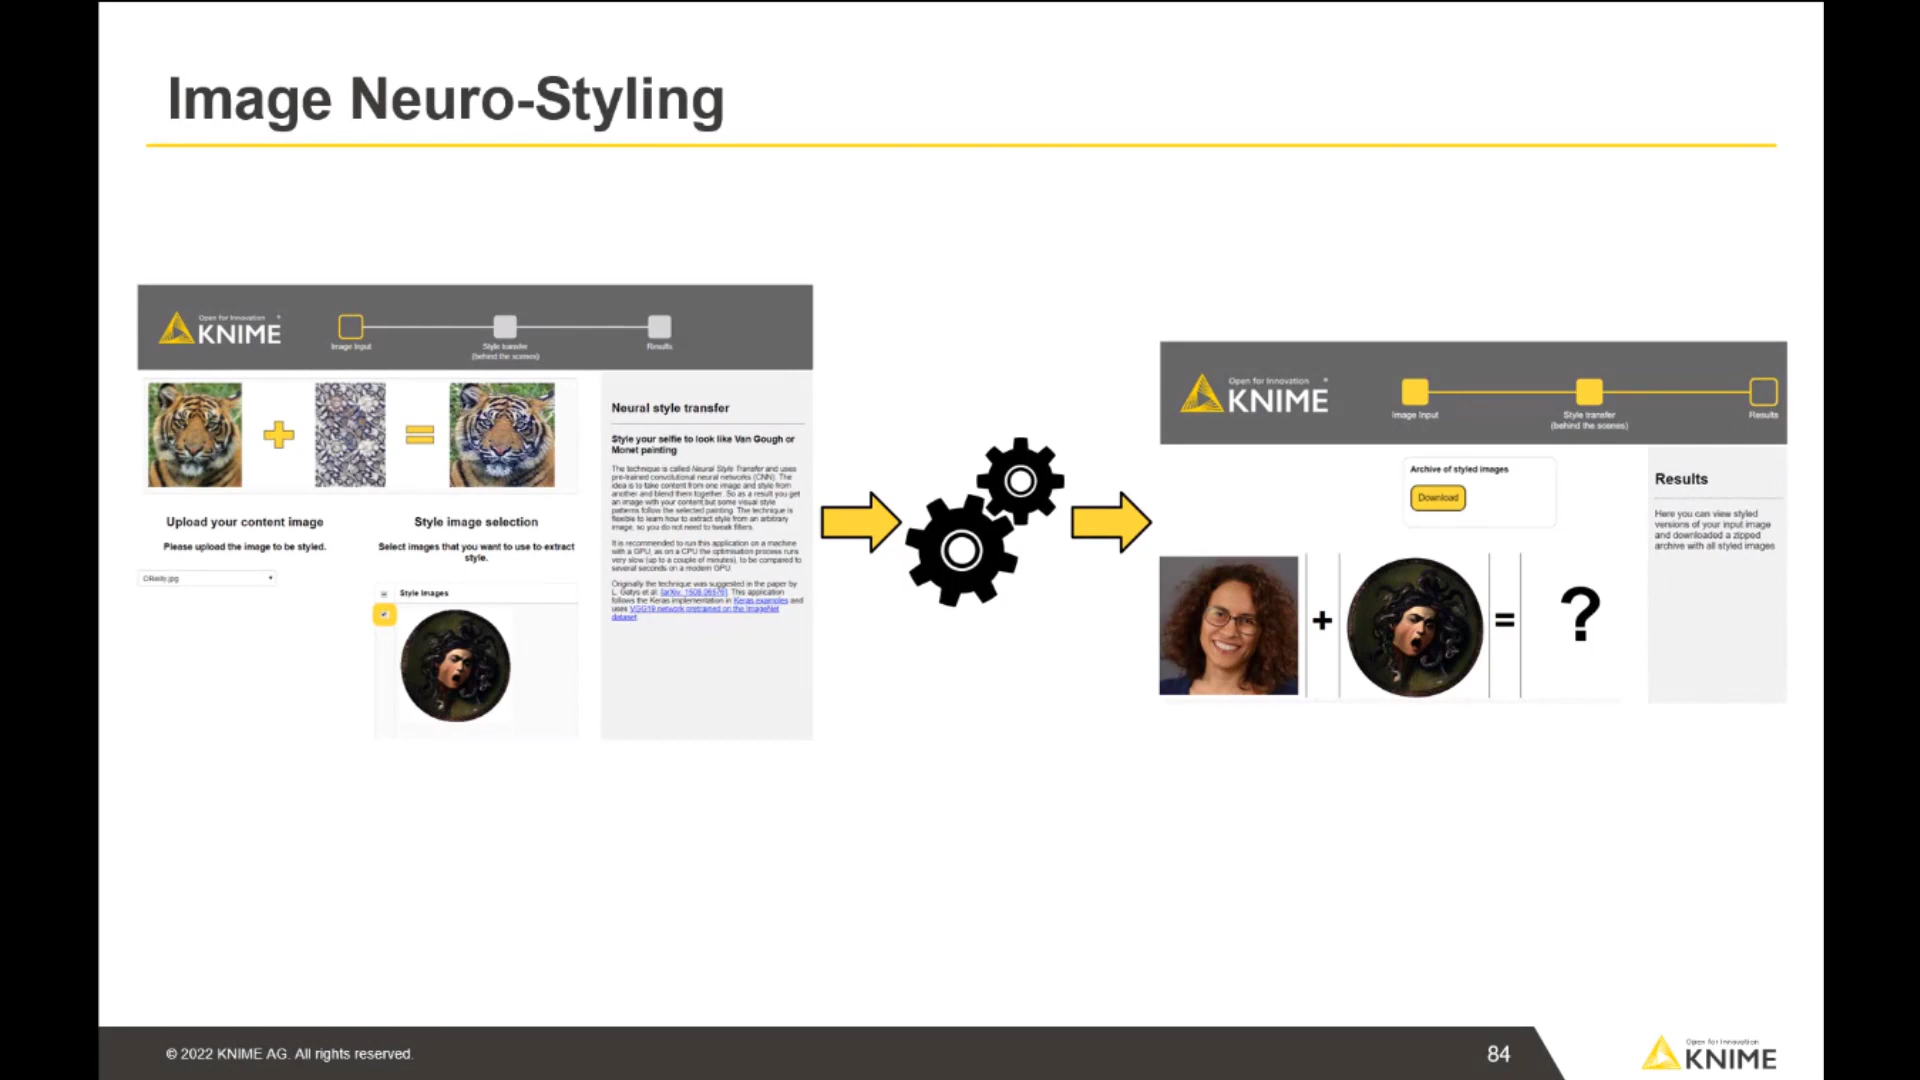 Image Neuro-Styling
Open for Innovation
KNIME
Image Input
Style transfer
(behind the scenes)
Results
Neural style transfer
Style your selfie to look like Van Gough or
Monet painting
The technique is called Neural Style Transfer and uses
pre-trained convolutional neural networks (CNN). The
idea is to take content from one image and style from
another and blend them together. So as a result you get
an image with your content but some visual style
patterns follow the selected painting. The technique is
flexible to learn how to extract style from an arbitrary
image, so you do not need to tweak filters.
It is recommended to run this application on a machine
with a GPU, as on a CPU the optimisation process runs
very slow (up to a couple of minutes), to be compared to
several seconds on a modern GPU.
Originally the technique was suggested in the paper by
L. Gatys et al. [arXiv: 1508.06576]. This application
follows the Keras implementation in Keras examples and
uses VGG19 network pretrained on the ImageNet
dataset.
Upload your content image
Please upload the image to be styled.
OReilly.jpg
Style image selection
Select images that you want to use to extract
style.
Style Images
Open for Innovation
KNIME
Image Input
Style transfer
(behind the scenes)
Results
Archive of styled images
Download
+
=
?
Results
Here you can view styled
versions of your input image
and downloaded a zipped
archive with all styled images
© 2022 KNIME AG. All rights reserved.
84
Open for Innovation
KNIME